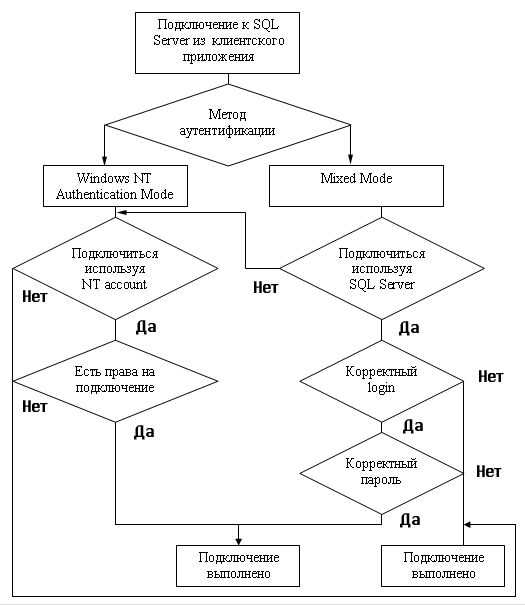 Подключение к SQL
Server из клиентского
приложения
Метод
аутентификации
Windows NT
Authentication Mode
Mixed Mode
Подключиться
используя
NT account
Подключиться
используя
SQL Server
Нет
Нет
Да
Да
Есть права на
подключение
Корректный
login
Нет
Нет
Да
Да
Корректный
пароль
Нет
Да
Подключение
выполнено
Подключение
выполнено